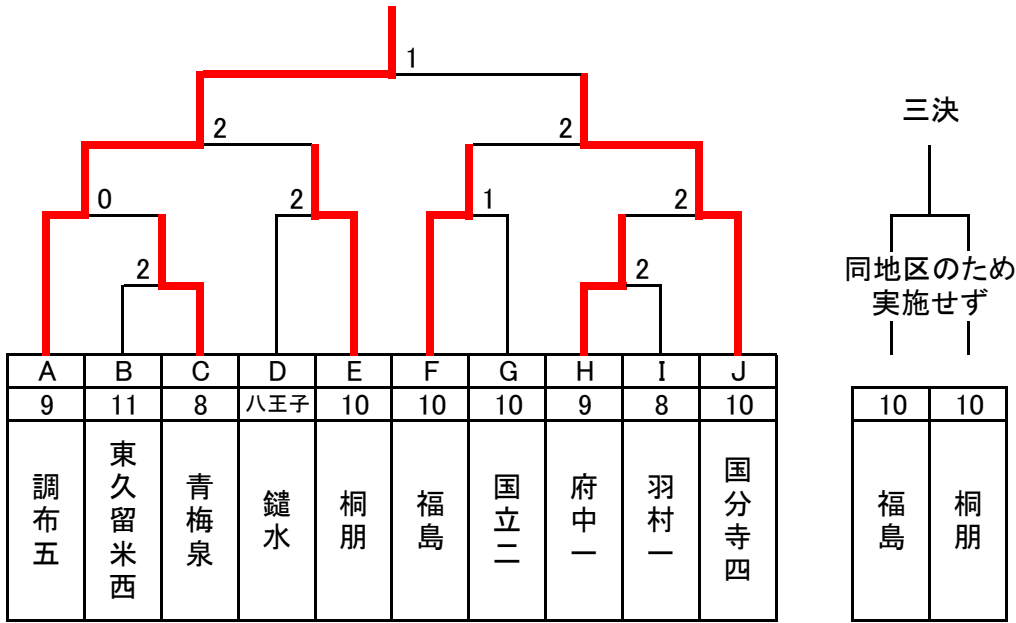 1
三決
2 2
0 2 1 2
同地区のため
実施せず
2 2
A B C D E F G H I J
9 11 8 八王子 10 10 10 9 8 10
10 10
調布五
東久留米西
青梅泉
鑓水
桐朋
福島
国立二
府中一
羽村一
国分寺四
福島
桐朋